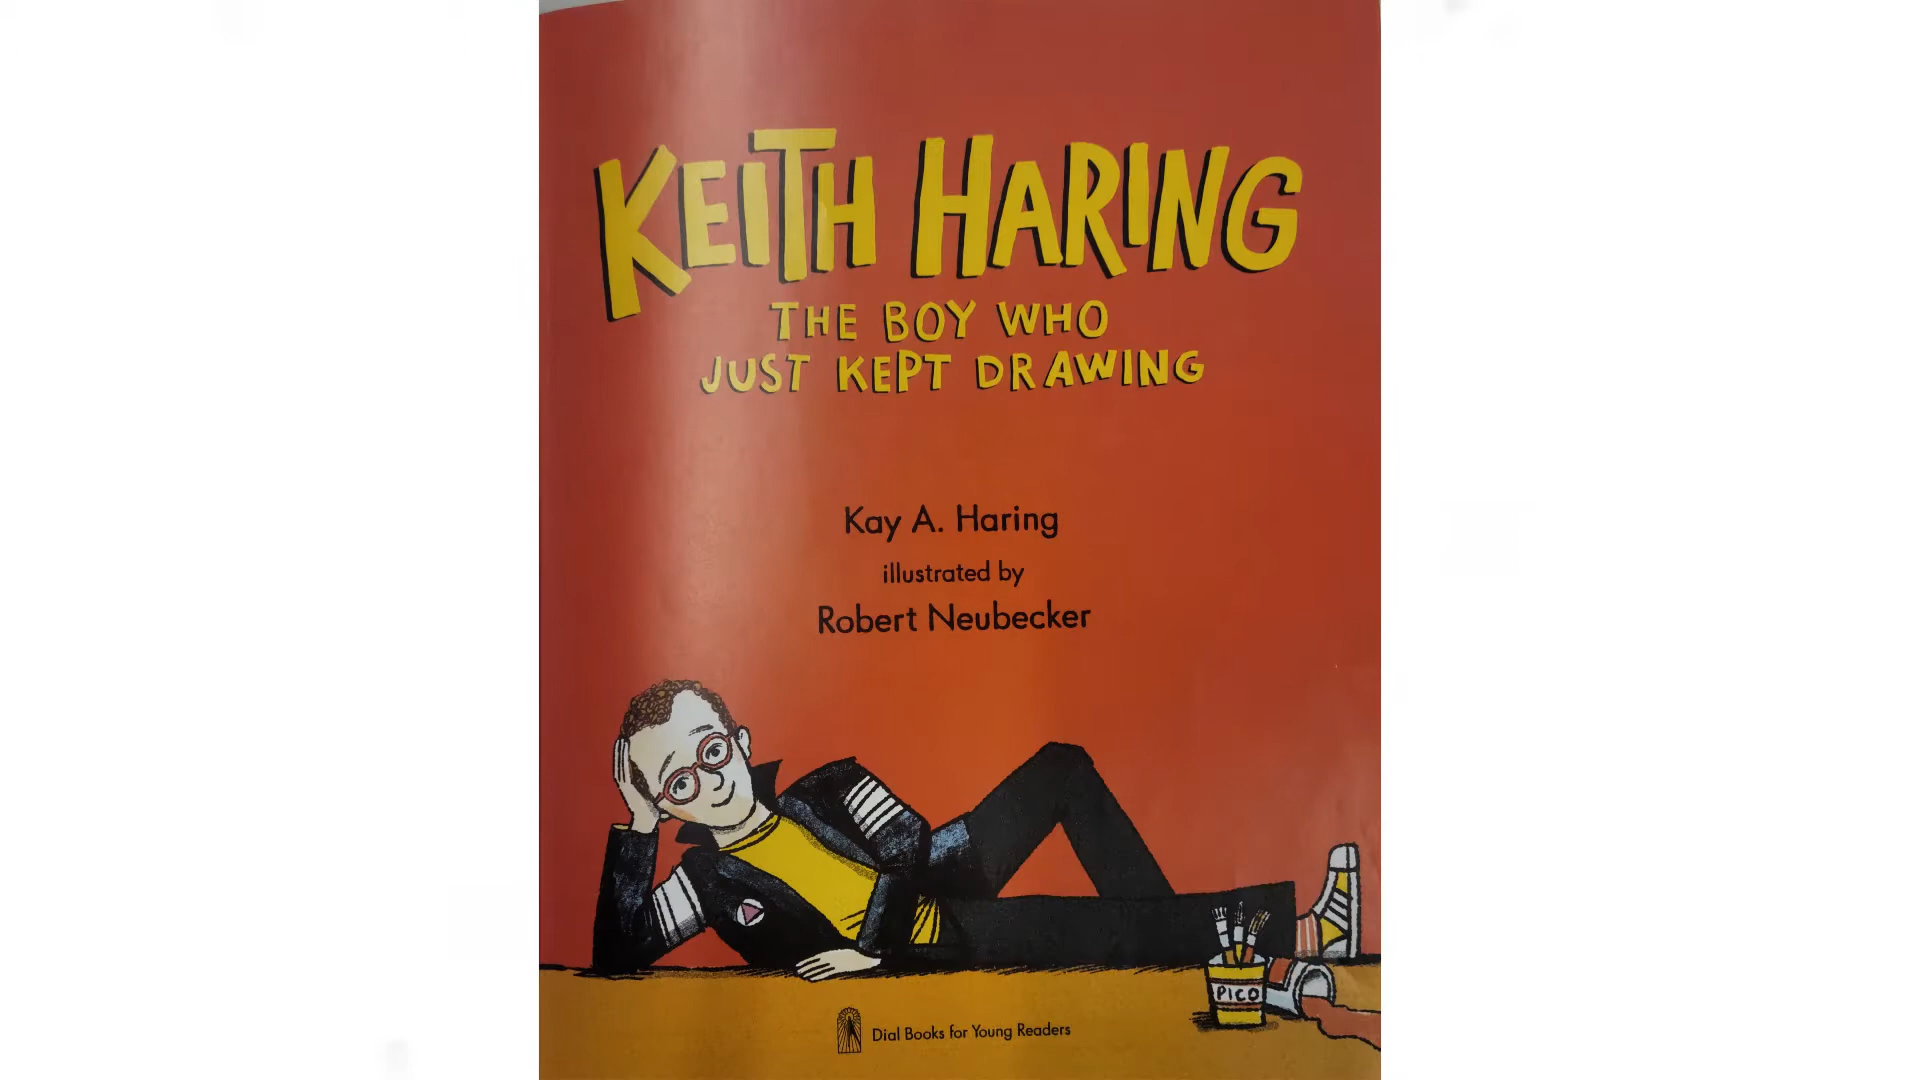 KEITH HARING
THE BOY WHO
JUST KEPT DRAWING
Kay A. Haring
illustrated by
Robert Neubecker
PICO
Dial Books for Young Readers